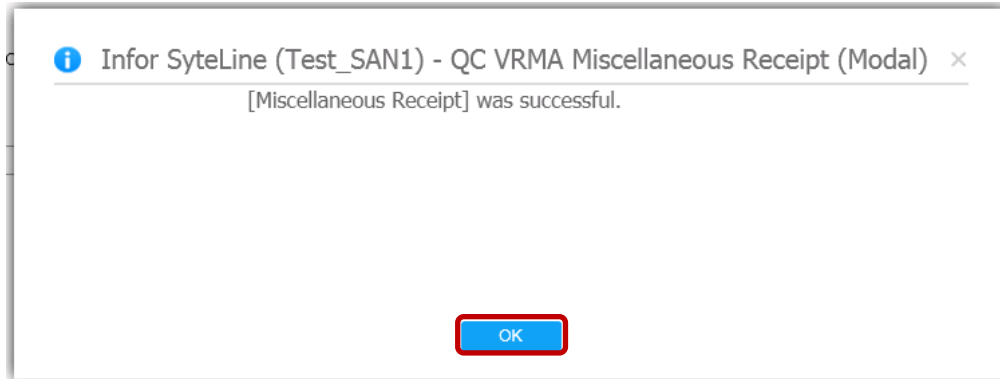 Infor SyteLine (Test_SAN1) - QC VRMA Miscellaneous Receipt (Modal)
[Miscellaneous Receipt] was successful.
OK